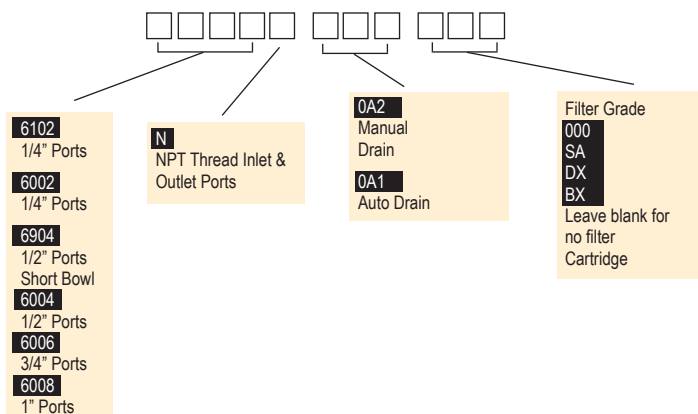 6102
1/4” Ports
6002
1/4” Ports
6904
1/2” Ports
Short Bowl
6004
1/2” Ports
6006
3/4” Ports
6008
1” Ports
N
NPT Thread Inlet &
Outlet Ports
0A2
Manual
Drain
0A1
Auto Drain
Filter Grade
000
SA
DX
BX
Leave blank for
no filter
Cartridge